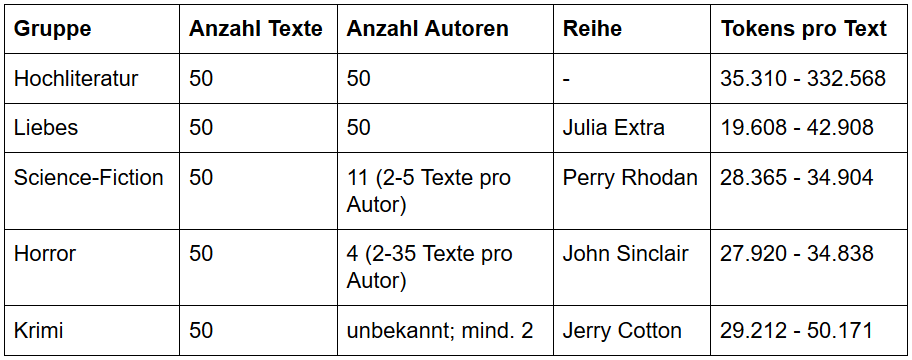 Gruppe Anzahl Texte Anzahl Autoren Reihe Tokens pro Text
Hochliteratur 50 50 - 35.310 - 332.568
Liebes 50 50 Julia Extra 19.608 - 42.908
Science-Fiction 50 11 (2-5 Texte pro Perry Rhodan 28.365 - 34.904
Autor)
Horror 50 4 (2-35 Texte pro John Sinclair 27.920 - 34.838
Autor)
Krimi 50 unbekannt; mind. 2 Jerry Cotton 29.212 - 50.171